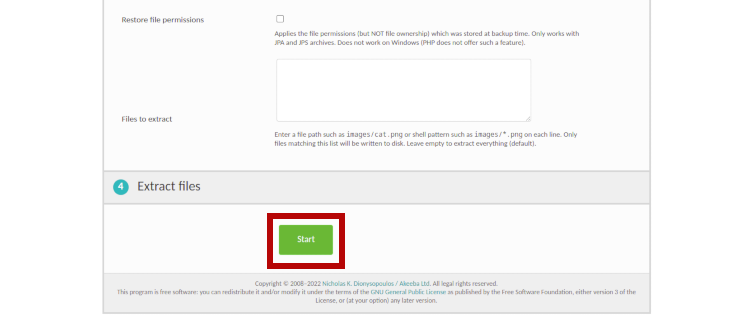 Restore file permissions
Applies the file permissions (but NOT file ownership) which was stored at backup time. Only works with
JPA and JPS archives. Does not work on Windows (PHP does not offer such a feature).
Files to extract
Enter a file path such as images/cat.png or shell pattern such as images/*.png on each line. Only
files matching this list will be written to disk. Leave empty to extract everything (default).
4 Extract files
Start
Copyright © 2008–2022 Nicholas K. Dionysopoulos / Akeeba Ltd. All legal rights reserved.
This program is free software: you can redistribute it and/or modify it under the terms of the GNU General Public License as published by the Free Software Foundation, either version 3 of the
License, or (at your option) any later version.